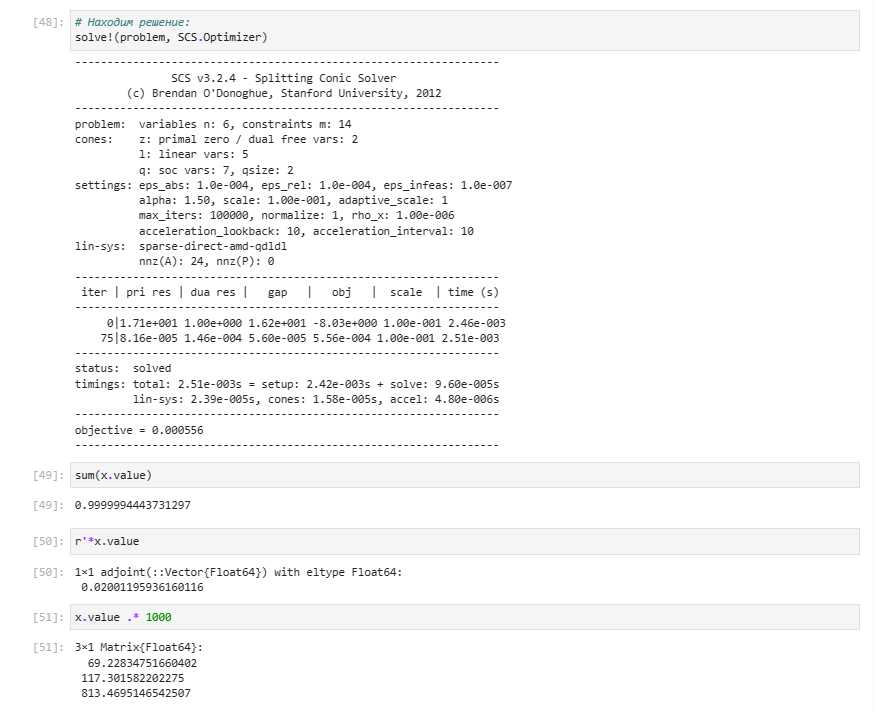 [48]: # Находим решение:
solve!(problem, SCS.Optimizer)
------------------------------------------------------------------
SCS v3.2.4 - Splitting Conic Solver
(c) Brendan O'Donoghue, Stanford University, 2012
------------------------------------------------------------------
problem:  variables n: 6, constraints m: 14
cones:    z: primal zero / dual free vars: 2
l: linear vars: 5
q: soc vars: 7, qsize: 2
settings: eps_abs: 1.0e-004, eps_rel: 1.0e-004, eps_infeas: 1.0e-007
alpha: 1.50, scale: 1.00e-001, adaptive_scale: 1
max_iters: 100000, normalize: 1, rho_x: 1.00e-006
acceleration_lookback: 10, acceleration_interval: 10
lin-sys:  sparse-direct-amd-qdldl
nnz(A): 24, nnz(P): 0
------------------------------------------------------------------
iter | pri res | dua res |   gap   |   obj   |  scale  | time (s)
------------------------------------------------------------------
0|1.71e+001 1.00e+000 1.62e+001 -8.03e+000 1.00e-001 2.46e-003
75|8.16e-005 1.46e-004 5.60e-005 5.56e-004 1.00e-001 2.51e-003
------------------------------------------------------------------
status:  solved
timings: total: 2.51e-003s = setup: 2.42e-003s + solve: 9.60e-005s
lin-sys: 2.39e-005s, cones: 1.58e-005s, accel: 4.80e-006s
------------------------------------------------------------------
objective = 0.000556
------------------------------------------------------------------
[49]: sum(x.value)
[49]: 0.9999994443731297
[50]: r'*x.value
[50]: 1×1 adjoint(::Vector{Float64}) with eltype Float64:
0.02001195936160116
[51]: x.value .* 1000
[51]: 3×1 Matrix{Float64}:
69.22834751660402
117.301582202275
813.4695146542507